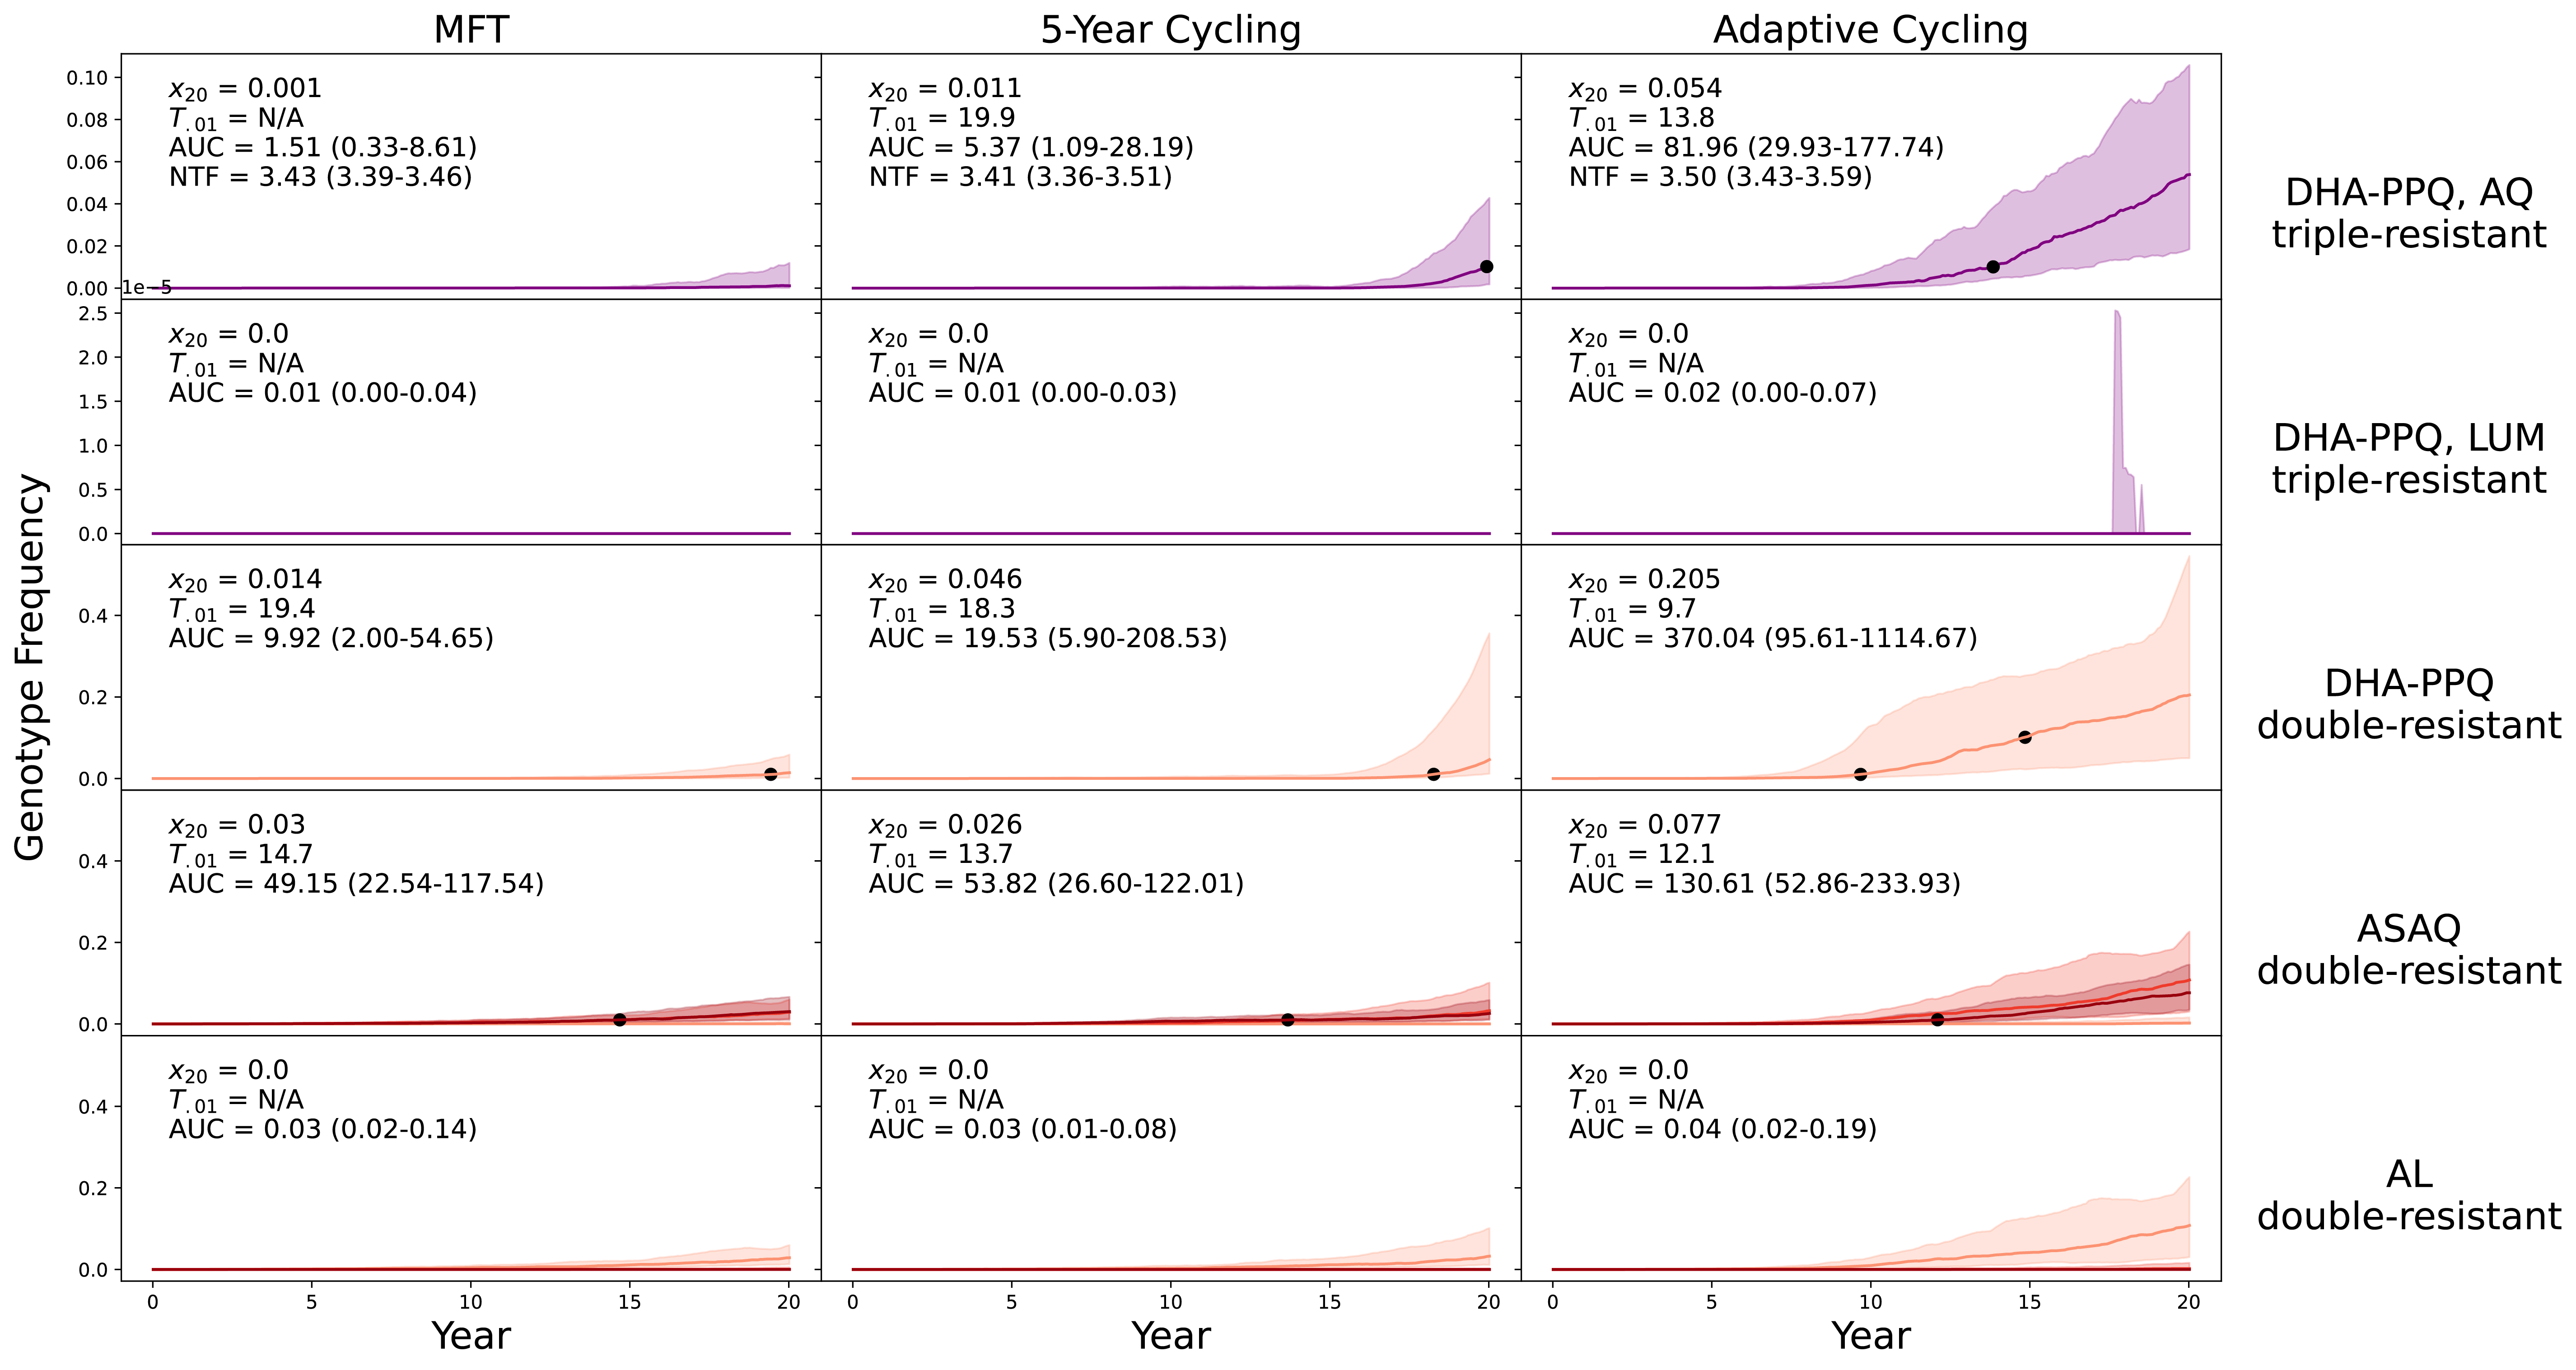 MFT
5-Year Cycling
Adaptive Cycling
Genotype Frequency
0.10
0.08
0.06
0.04
0.02
0.00
x20 = 0.001
T.01 = N/A
AUC = 1.51 (0.33-8.61)
NTF = 3.43 (3.39-3.46)
x20 = 0.011
T.01 = 19.9
AUC = 5.37 (1.09-28.19)
NTF = 3.41 (3.36-3.51)
x20 = 0.054
T.01 = 13.8
AUC = 81.96 (29.93-177.74)
NTF = 3.50 (3.43-3.59)
DHA-PPQ, AQ
triple-resistant
1e−5
2.5
2.0
1.5
1.0
0.5
0.0
x20 = 0.0
T.01 = N/A
AUC = 0.01 (0.00-0.04)
x20 = 0.0
T.01 = N/A
AUC = 0.01 (0.00-0.03)
x20 = 0.0
T.01 = N/A
AUC = 0.02 (0.00-0.07)
DHA-PPQ, LUM
triple-resistant
0.4
0.2
0.0
x20 = 0.014
T.01 = 19.4
AUC = 9.92 (2.00-54.65)
x20 = 0.046
T.01 = 18.3
AUC = 19.53 (5.90-208.53)
x20 = 0.205
T.01 = 9.7
AUC = 370.04 (95.61-1114.67)
DHA-PPQ
double-resistant
0.4
0.2
0.0
x20 = 0.03
T.01 = 14.7
AUC = 49.15 (22.54-117.54)
x20 = 0.026
T.01 = 13.7
AUC = 53.82 (26.60-122.01)
x20 = 0.077
T.01 = 12.1
AUC = 130.61 (52.86-233.93)
ASAQ
double-resistant
0.4
0.2
0.0
x20 = 0.0
T.01 = N/A
AUC = 0.03 (0.02-0.14)
x20 = 0.0
T.01 = N/A
AUC = 0.03 (0.01-0.08)
x20 = 0.0
T.01 = N/A
AUC = 0.04 (0.02-0.19)
AL
double-resistant
0 5 10 15 20
0 5 10 15 20
0 5 10 15 20
Year
Year
Year